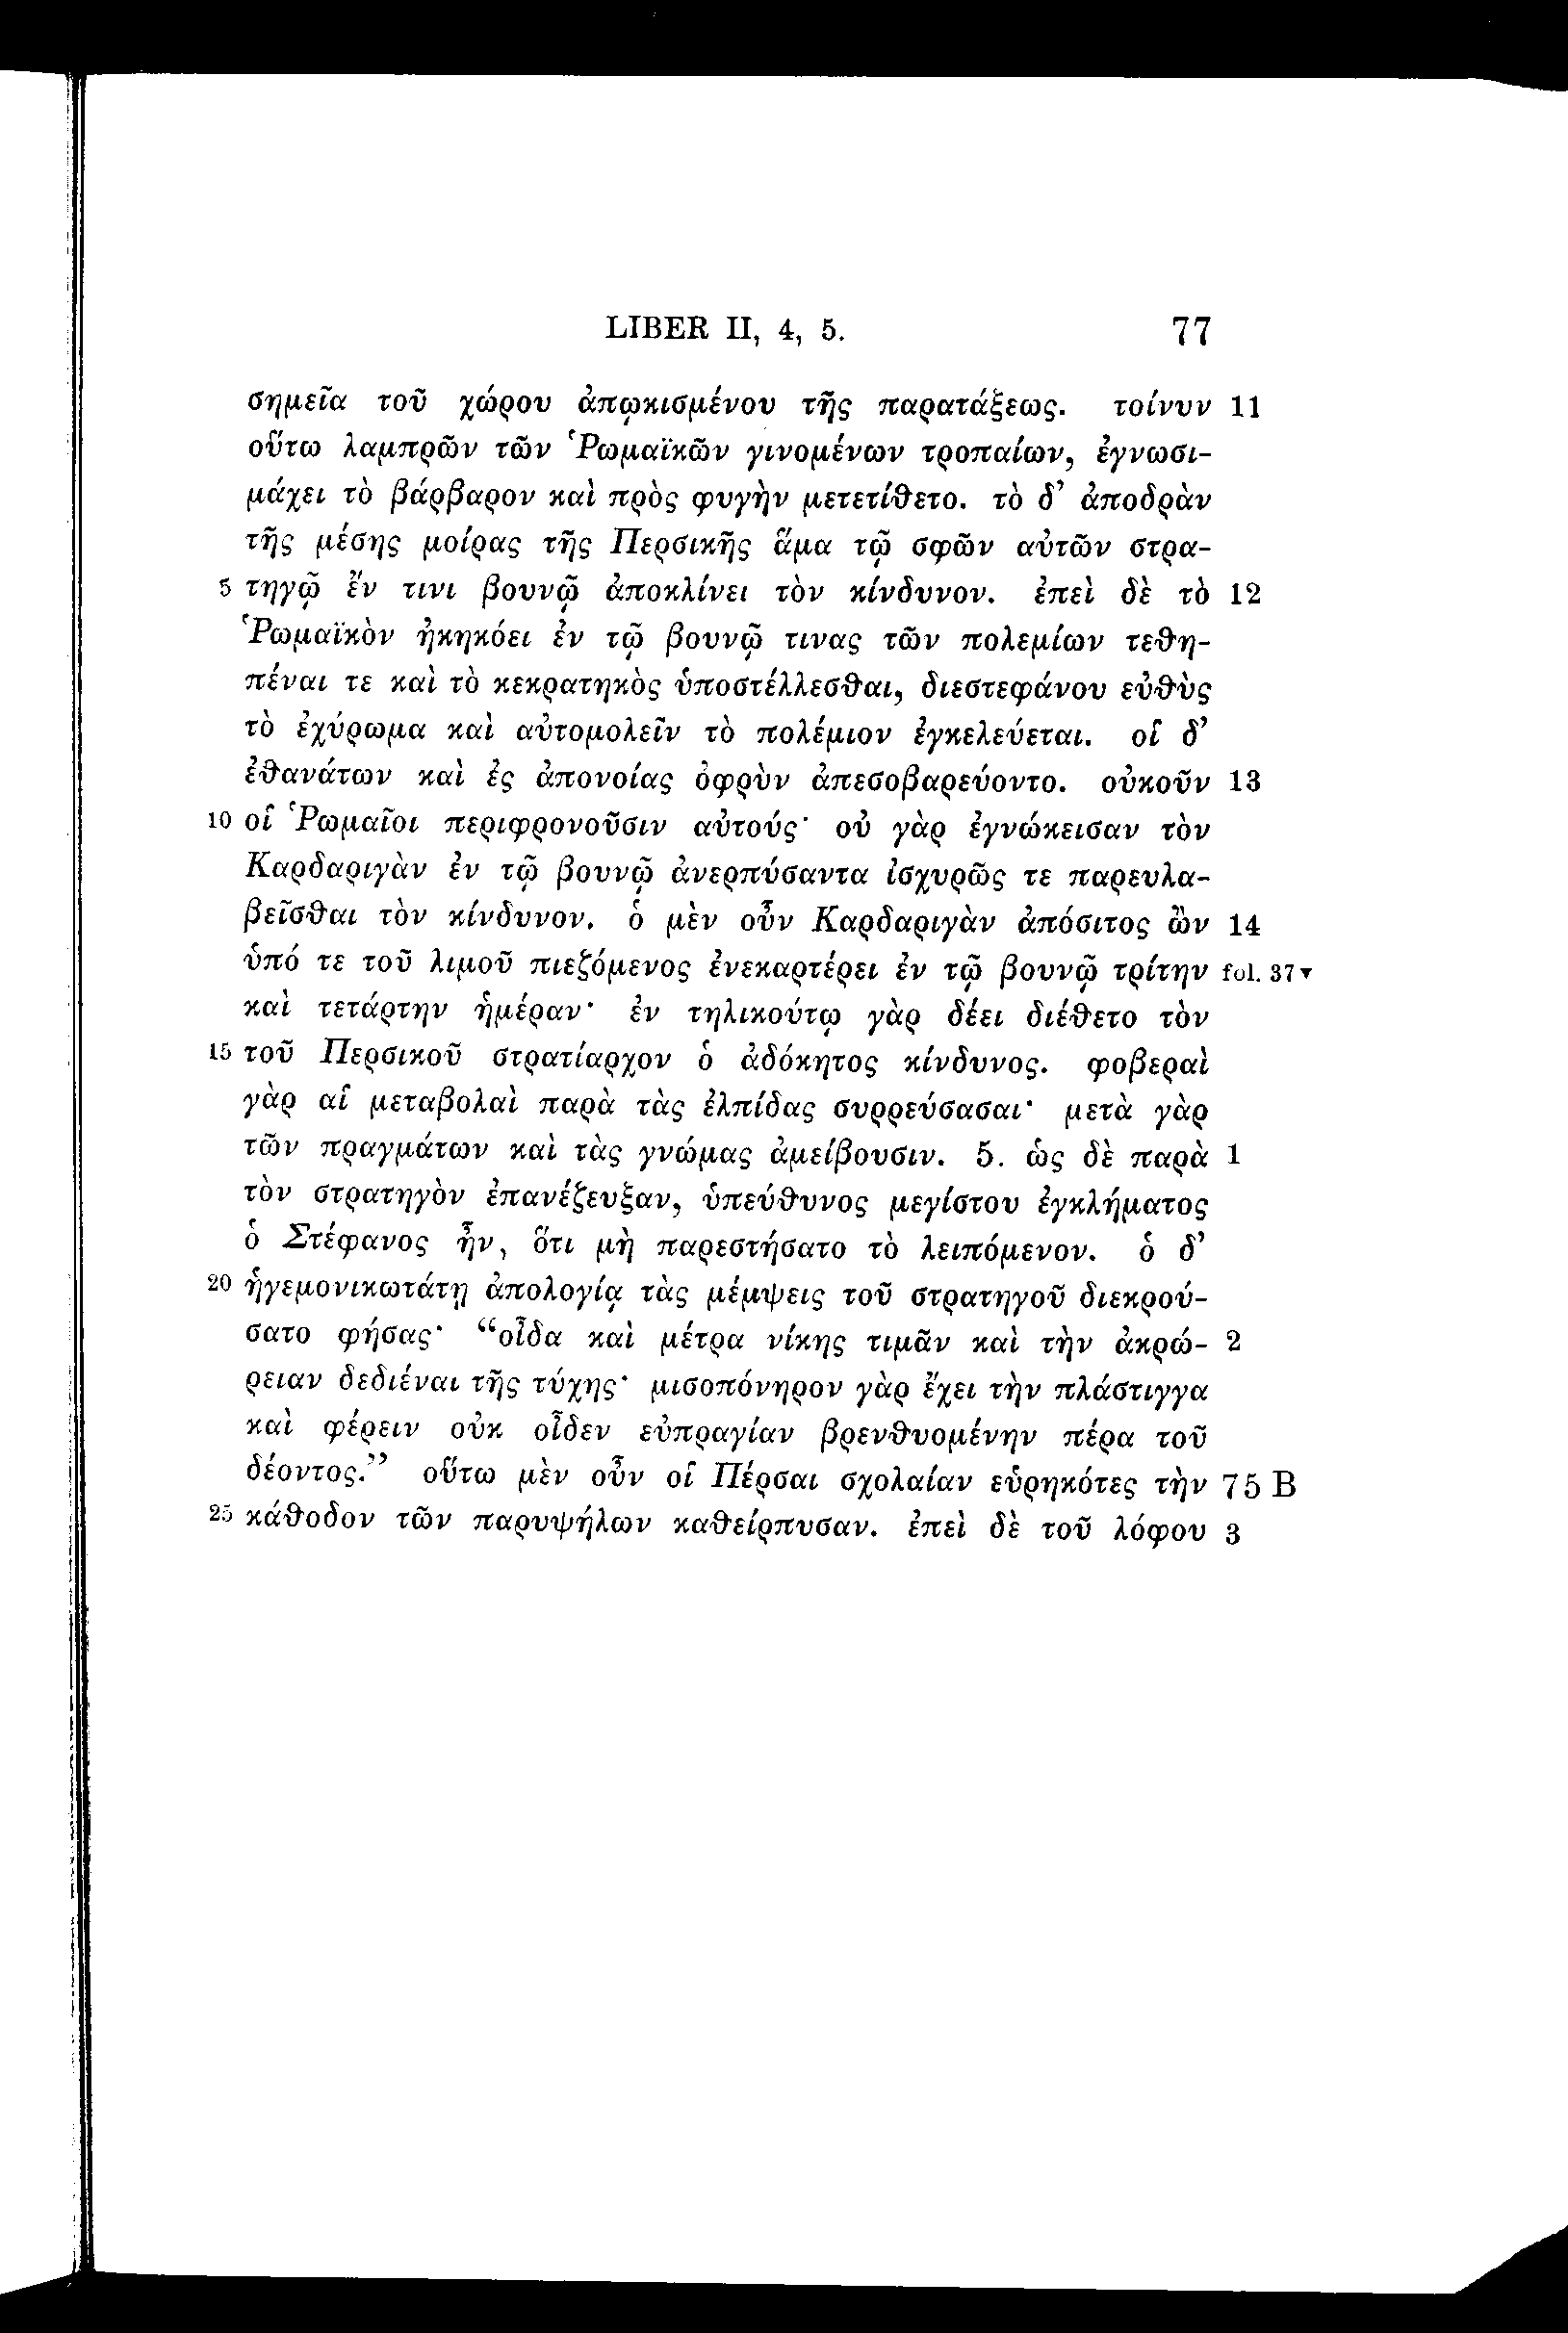 LIBER II, 4, 5. 77
σημεῖα τοῦ χώρου ἀπῳκισμένου τῆς παρατάξεως. τοίνυν 11
οὕτω λαμπρῶν τῶν Ῥωμαϊκῶν γινομένων τροπαίων, ἐγνωσι-
μάχει τὸ βάρβαρον καὶ πρὸς φυγὴν μετετίθετο. τὸ δ’ ἀποδρὰν
τῆς μέσης μοίρας τῆς Περσικῆς ἅμα τῷ σφῶν αὐτῶν στρα-
5 τηγῷ ἔν τινι βουνῷ ἀποκλίνει τὸν κίνδυνον. ἐπεὶ δὲ τὸ 12
Ῥωμαϊκὸν ἠκηκόει ἐν τῷ βουνῷ τινας τῶν πολεμίων τεθη-
πέναι τε καὶ τὸ κεκρατηκὸς ὑποστέλλεσθαι, διεστεφάνου εὐθὺς
τὸ ἐχύρωμα καὶ αὐτομολεῖν τὸ πολέμιον ἐγκελεύεται. οἱ δ’
ἐθανάτων καὶ ἐς ἀπονοίας ὀφρὺν ἀπεσοβαρεύοντο. οὐκοῦν 13
10 οἱ Ῥωμαῖοι περιφρονοῦσιν αὐτούς· οὐ γὰρ ἐγνώκεισαν τὸν
Καρδαριγὰν ἐν τῷ βουνῷ ἀνερπύσαντα ἰσχυρῶς τε παρευλα-
βεῖσθαι τὸν κίνδυνον. ὁ μὲν οὖν Καρδαριγὰν ἀπόσιτος ὢν 14
ὑπό τε τοῦ λιμοῦ πιεζόμενος ἐνεκαρτέρει ἐν τῷ βουνῷ τρίτην fol. 37v
καὶ τετάρτην ἡμέραν· ἐν τηλικούτῳ γὰρ δέει διέθετο τὸν
15 τοῦ Περσικοῦ στρατίαρχον ὁ ἀδόκητος κίνδυνος. φοβεραὶ
γὰρ αἱ μεταβολαὶ παρὰ τὰς ἐλπίδας συρρεύσασαι· μετὰ γὰρ
τῶν πραγμάτων καὶ τὰς γνώμας ἀμείβουσιν. 5. ὡς δὲ παρὰ 1
τὸν στρατηγὸν ἐπανέζευξαν, ὑπεύθυνος μεγίστου ἐγκλήματος
ὁ Στέφανος ἦν, ὅτι μὴ παρεστήσατο τὸ λειπόμενον. ὁ δ’
20 ἡγεμονικωτάτῃ ἀπολογίᾳ τὰς μέμψεις τοῦ στρατηγοῦ διεκρού-
σατο φήσας· “οἶδα καὶ μέτρα νίκης τιμᾶν καὶ τὴν ἀκρώ- 2
ρειαν δεδιέναι τῆς τύχης· μισοπόνηρον γὰρ ἔχει τὴν πλάστιγγα
καὶ φέρειν οὐκ οἶδεν εὐπραγίαν βρενθυομένην πέρα τοῦ
δέοντος.” οὕτω μὲν οὖν οἱ Πέρσαι σχολαίαν εὑρηκότες τὴν 75 B
25 κάθοδον τῶν παρυψήλων καθείρπυσαν. ἐπεὶ δὲ τοῦ λόφου 3